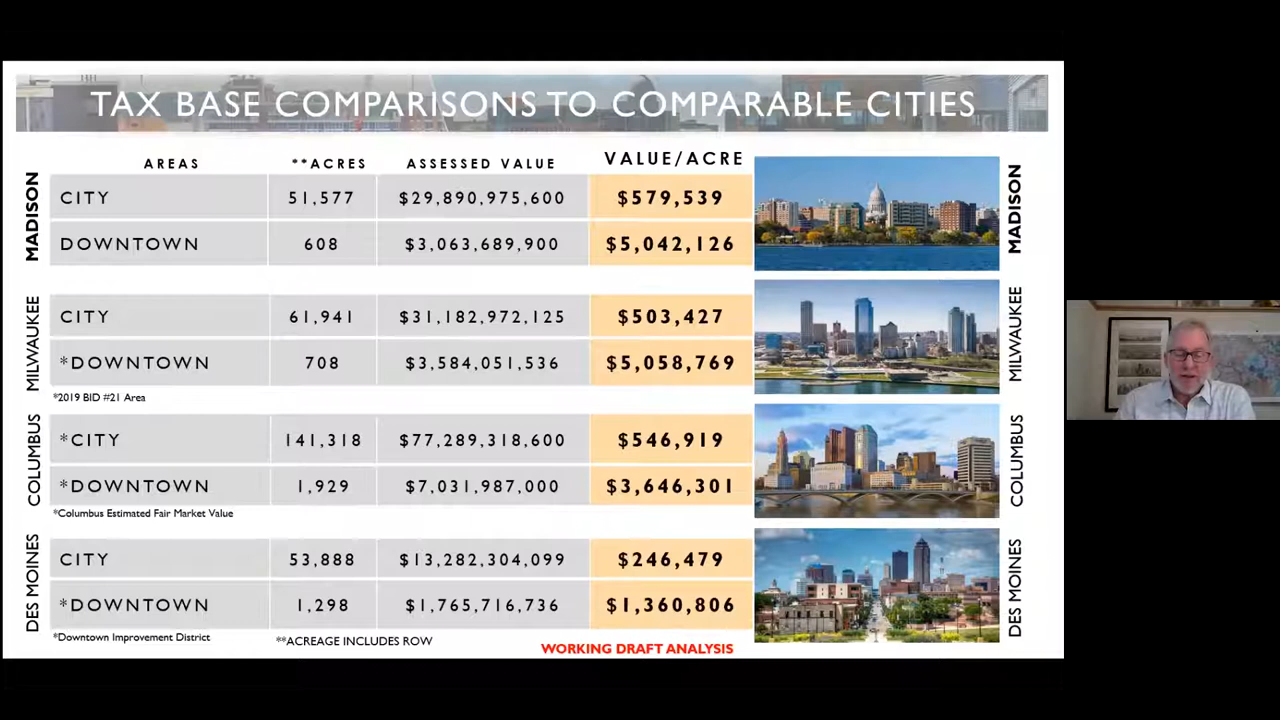 TAX BASE COMPARISONS TO COMPARABLE CITIES
AREAS **ACRES ASSESSED VALUE VALUE/ACRE
MADISON
CITY 51,577 $29,890,975,600 $579,539
DOWNTOWN 608 $3,063,689,900 $5,042,126
MADISON
MILWAUKEE
CITY 61,941 $31,182,972,125 $503,427
*DOWNTOWN 708 $3,584,051,536 $5,058,769
*2019 BID #21 Area
MILWAUKEE
COLUMBUS
*CITY 141,318 $77,289,318,600 $546,919
*DOWNTOWN 1,929 $7,031,987,000 $3,646,301
*Columbus Estimated Fair Market Value
COLUMBUS
DES MOINES
CITY 53,888 $13,282,304,099 $246,479
*DOWNTOWN 1,298 $1,765,716,736 $1,360,806
*Downtown Improvement District
**ACREAGE INCLUDES ROW
WORKING DRAFT ANALYSIS
DES MOINES